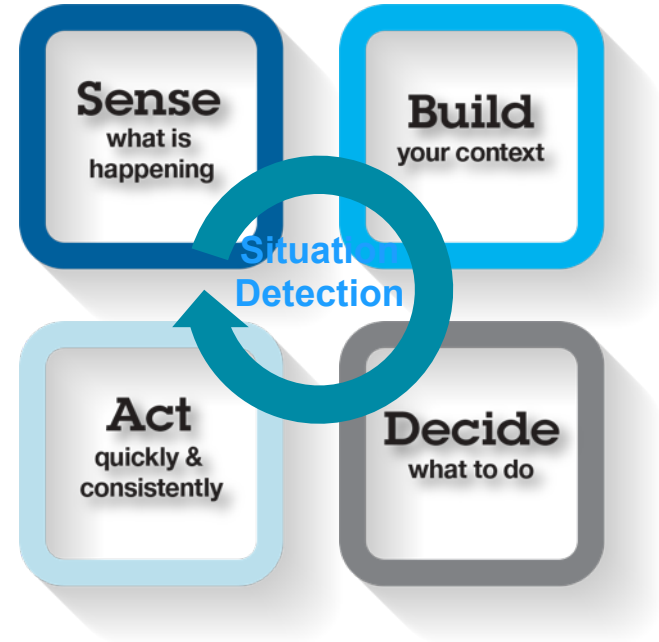 Sense
what is
happening
Build
your context
Situation
Detection
Act
quickly &
consistently
Decide
what to do